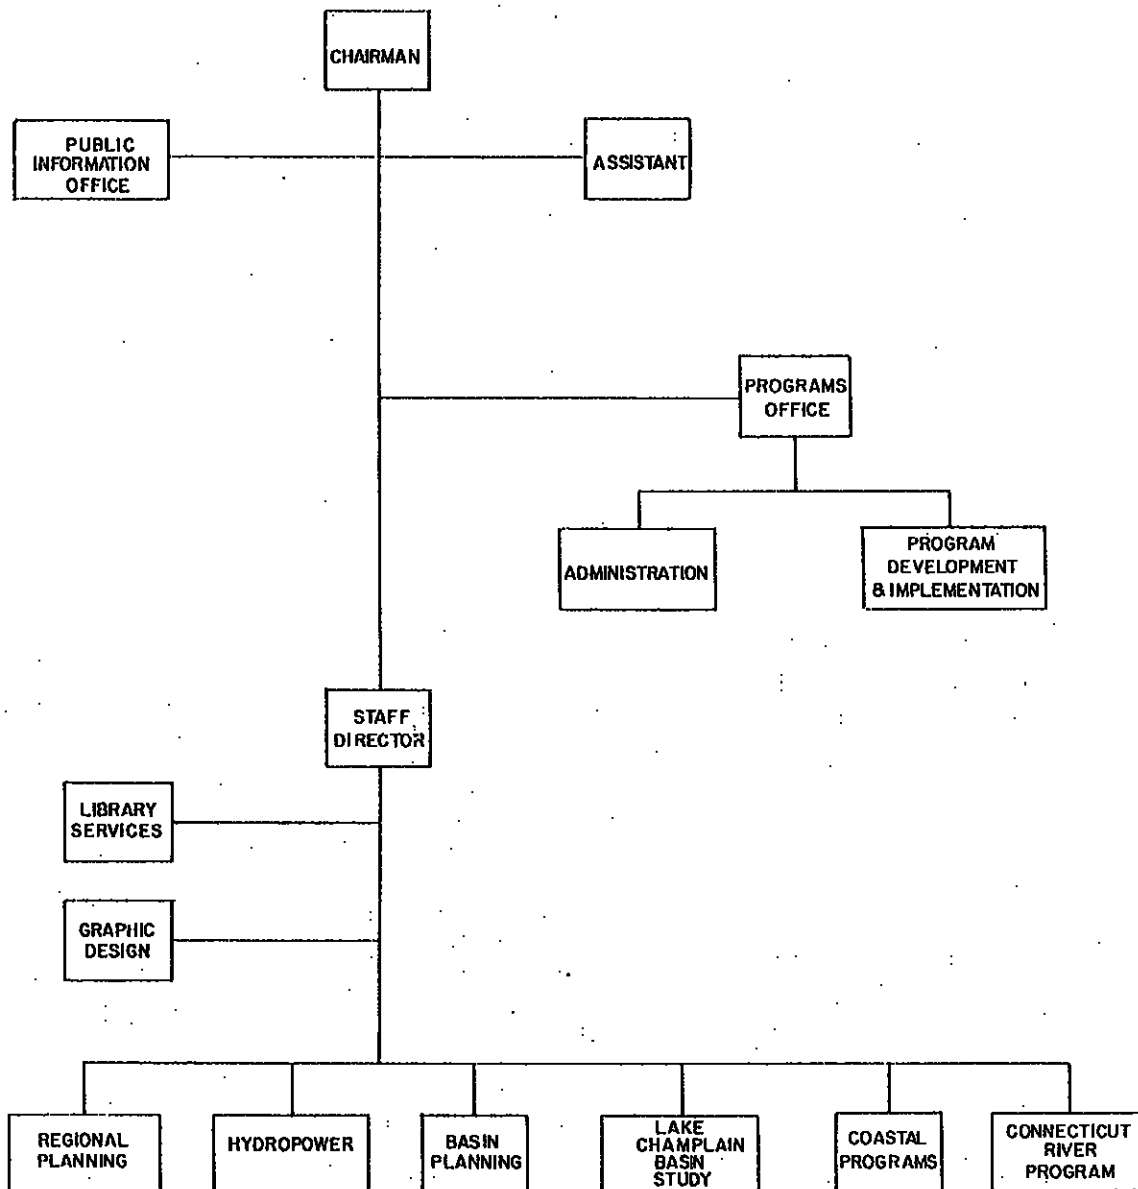 CHAIRMAN
PUBLIC
INFORMATION
OFFICE
ASSISTANT
PROGRAMS
OFFICE
ADMINISTRATION
PROGRAM
DEVELOPMENT
& IMPLEMENTATION
STAFF
DIRECTOR
LIBRARY
SERVICES
GRAPHIC
DESIGN
REGIONAL
PLANNING
HYDROPOWER
BASIN
PLANNING
LAKE
CHAMPLAIN
BASIN
STUDY
COASTAL
PROGRAMS
CONNECTICUT
RIVER
PROGRAM